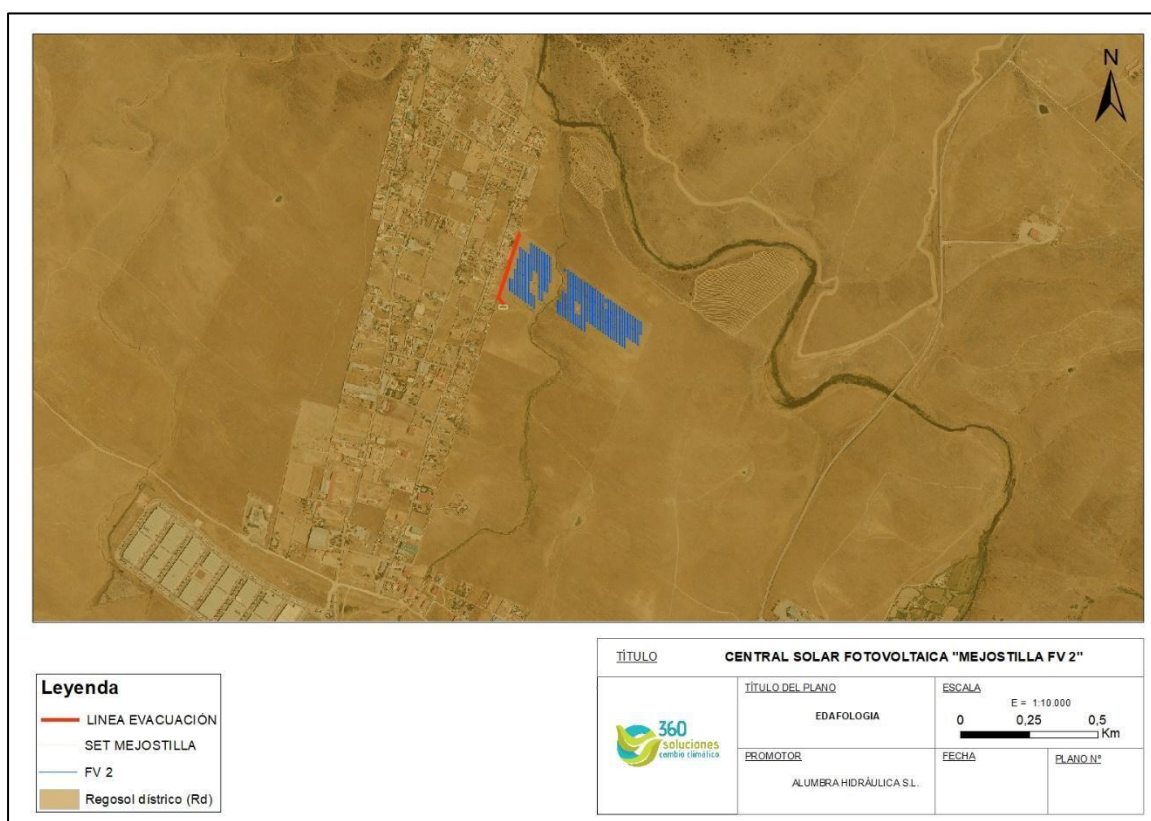 N
Leyenda
LINEA EVACUACIÓN
SET MEJOSTILLA
FV 2
Regosol dístrico (Rd)
TÍTULO
CENTRAL SOLAR FOTOVOLTAICA "MEJOSTILLA FV 2"
360
soluciones
cambio climático
TÍTULO DEL PLANO
EDAFOLOGIA
ESCALA
E = 1:10.000
0 0,25 0,5
Km
PROMOTOR
ALUMBRA HIDRÁULICA S.L.
FECHA
PLANO Nº